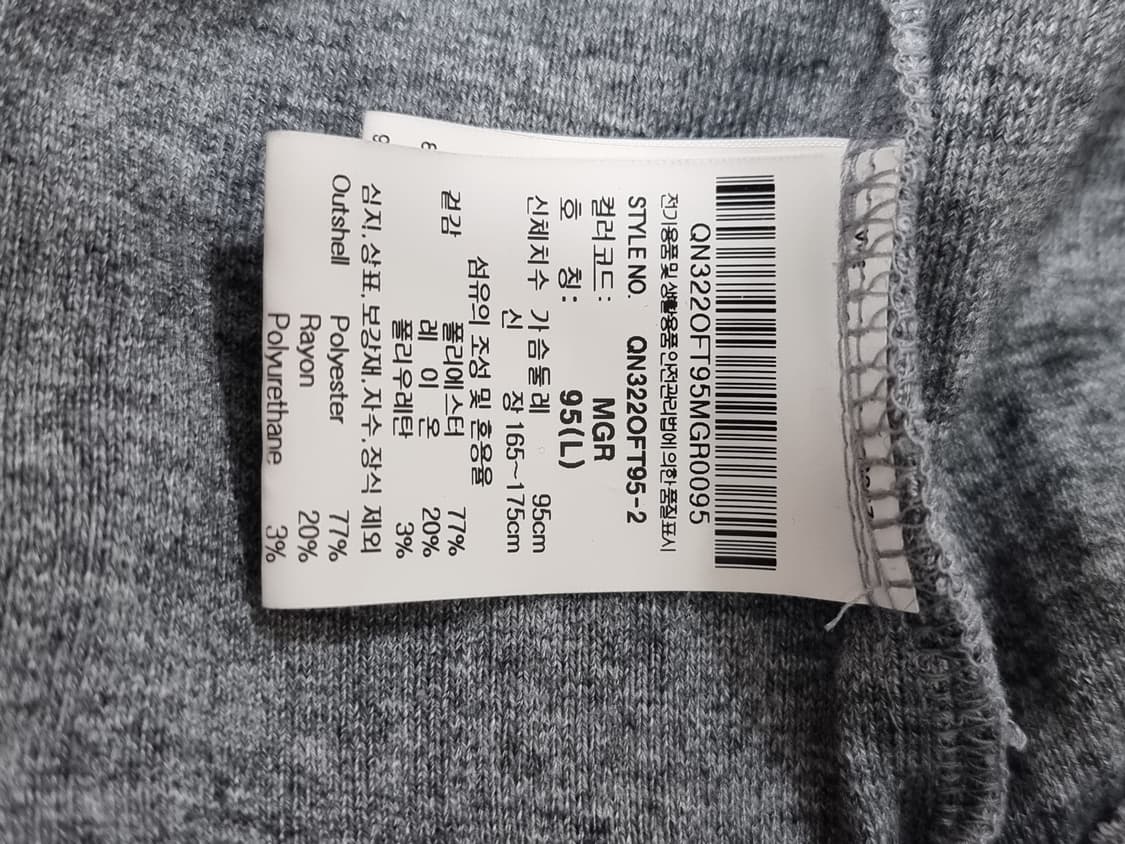 QN322OFT95MGR0095
전기용품 및 생활용품 안전관리법에 의한 품질표시
STYLE NO. QN322OFT95-2
컬러코드: MGR
호 칭: 95(L)
신체치수 가슴둘레 95cm
신 장 165~175cm
섬유의 조성 및 혼용율
겉감 폴리에스터 77%
레 이 온 20%
폴리우레탄 3%
심지,상표,보강재,자수,장식 제외
Outshell Polyester 77%
Rayon 20%
Polyurethane 3%